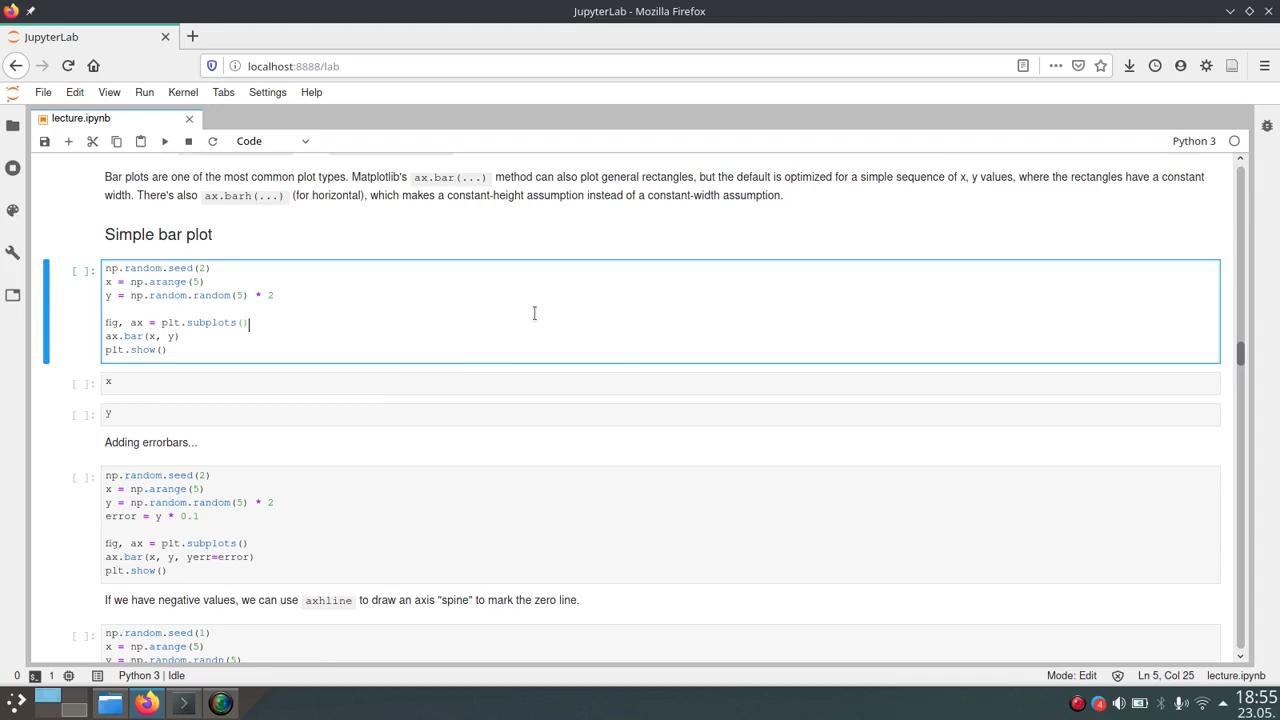 JupyterLab - Mozilla Firefox
JupyterLab
localhost:8888/lab
File Edit View Run Kernel Tabs Settings Help
lecture.ipynb
Code Python 3
Bar plots are one of the most common plot types. Matplotlib's ax.bar(...) method can also plot general rectangles, but the default is optimized for a simple sequence of x, y values, where the rectangles have a constant
width. There's also ax.barh(...) (for horizontal), which makes a constant-height assumption instead of a constant-width assumption.
Simple bar plot
[ ]: np.random.seed(2)
x = np.arange(5)
y = np.random.random(5) * 2
fig, ax = plt.subplots()
ax.bar(x, y)
plt.show()
[ ]: x
[ ]: y
Adding errorbars...
[ ]: np.random.seed(2)
x = np.arange(5)
y = np.random.random(5) * 2
error = y * 0.1
fig, ax = plt.subplots()
ax.bar(x, y, yerr=error)
plt.show()
If we have negative values, we can use axhline to draw an axis "spine" to mark the zero line.
[ ]: np.random.seed(1)
x = np.arange(5)
y = np.random.randn(5)
0 1 Python 3 | Idle Mode: Edit Ln 5, Col 25 lecture.ipynb
4 18:55
23.05.